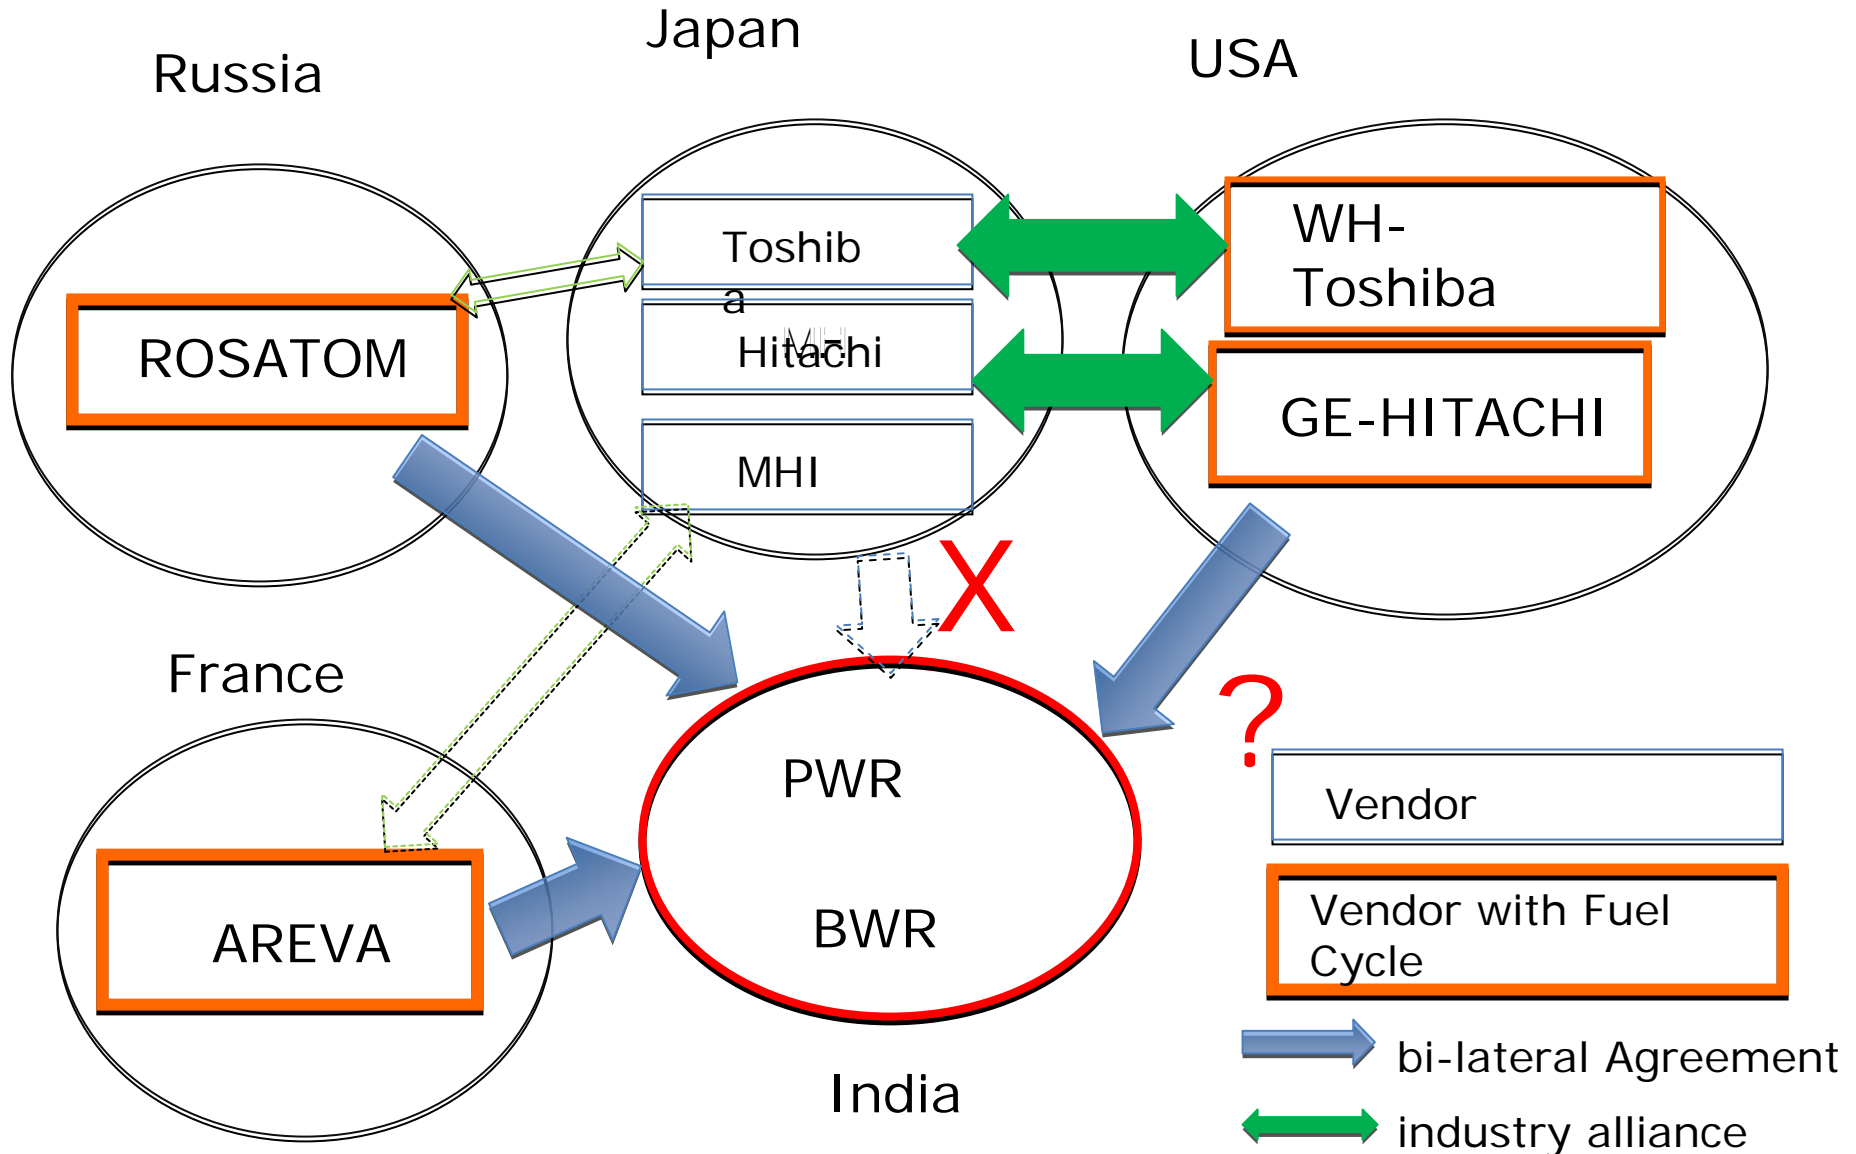 Japan
USA
Russia
WH-
Toshiba
Toshib
a
Hitachi
ROSATOM
GE-HITACHI
MHI
X
France
?
PWR
Vendor
BWR
AREVA
Vendor with Fuel
Cycle
bi-lateral Agreement
India
industry alliance